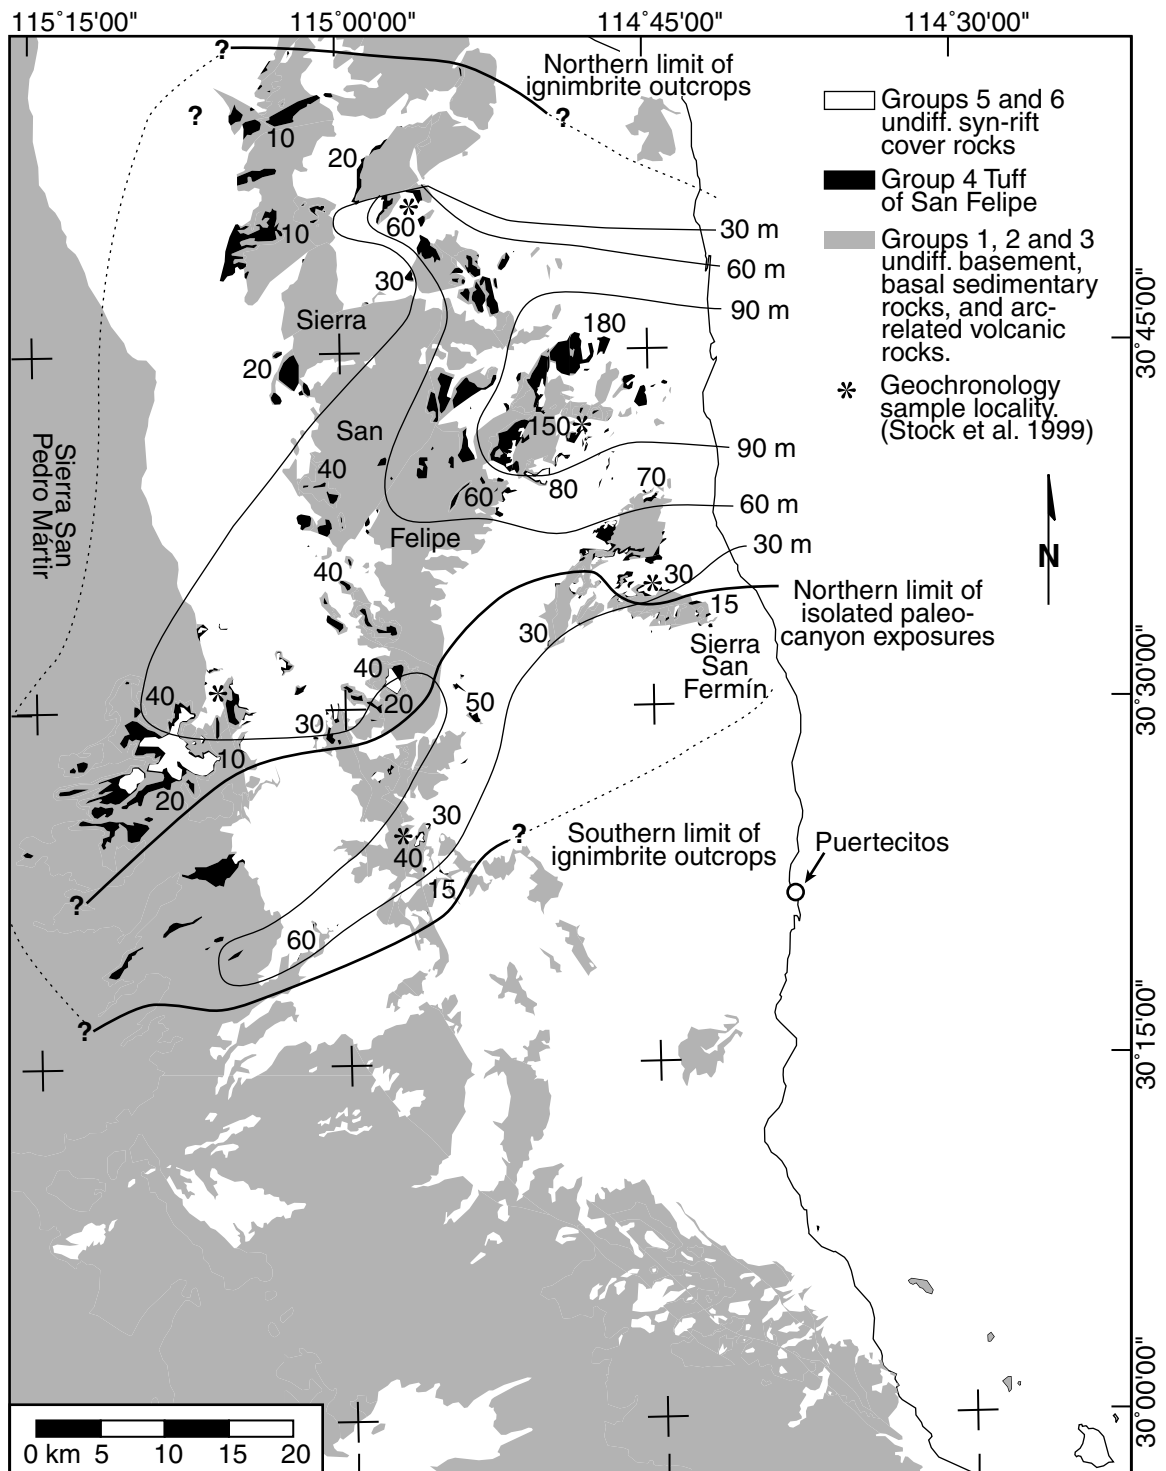 115°15'00"
115°00'00"
114°45'00"
114°30'00"
?
Northern limit of
ignimbrite outcrops
?
?
10
20
10
60
30
30 m
60 m
90 m
Groups 5 and 6
undiff. syn-rift
cover rocks
Group 4 Tuff
of San Felipe
Groups 1, 2 and 3
undiff. basement,
basal sedimentary
rocks, and arc-
related volcanic
rocks.
*
Geochronology
sample locality.
(Stock et al. 1999)
N
30°45'00"
30°30'00"
30°15'00"
30°00'00"
Sierra
180
20
San
150
40
90 m
80
70
60
60 m
Felipe
30 m
Sierra San
Pedro Mártir
40
30
15
Northern limit of
isolated paleo-
canyon exposures
30
Sierra
San
Fermín
40
40
20
50
30
10
20
30
40
?
Southern limit of
ignimbrite outcrops
Puertecitos
15
?
60
?
0 km 5 10 15 20